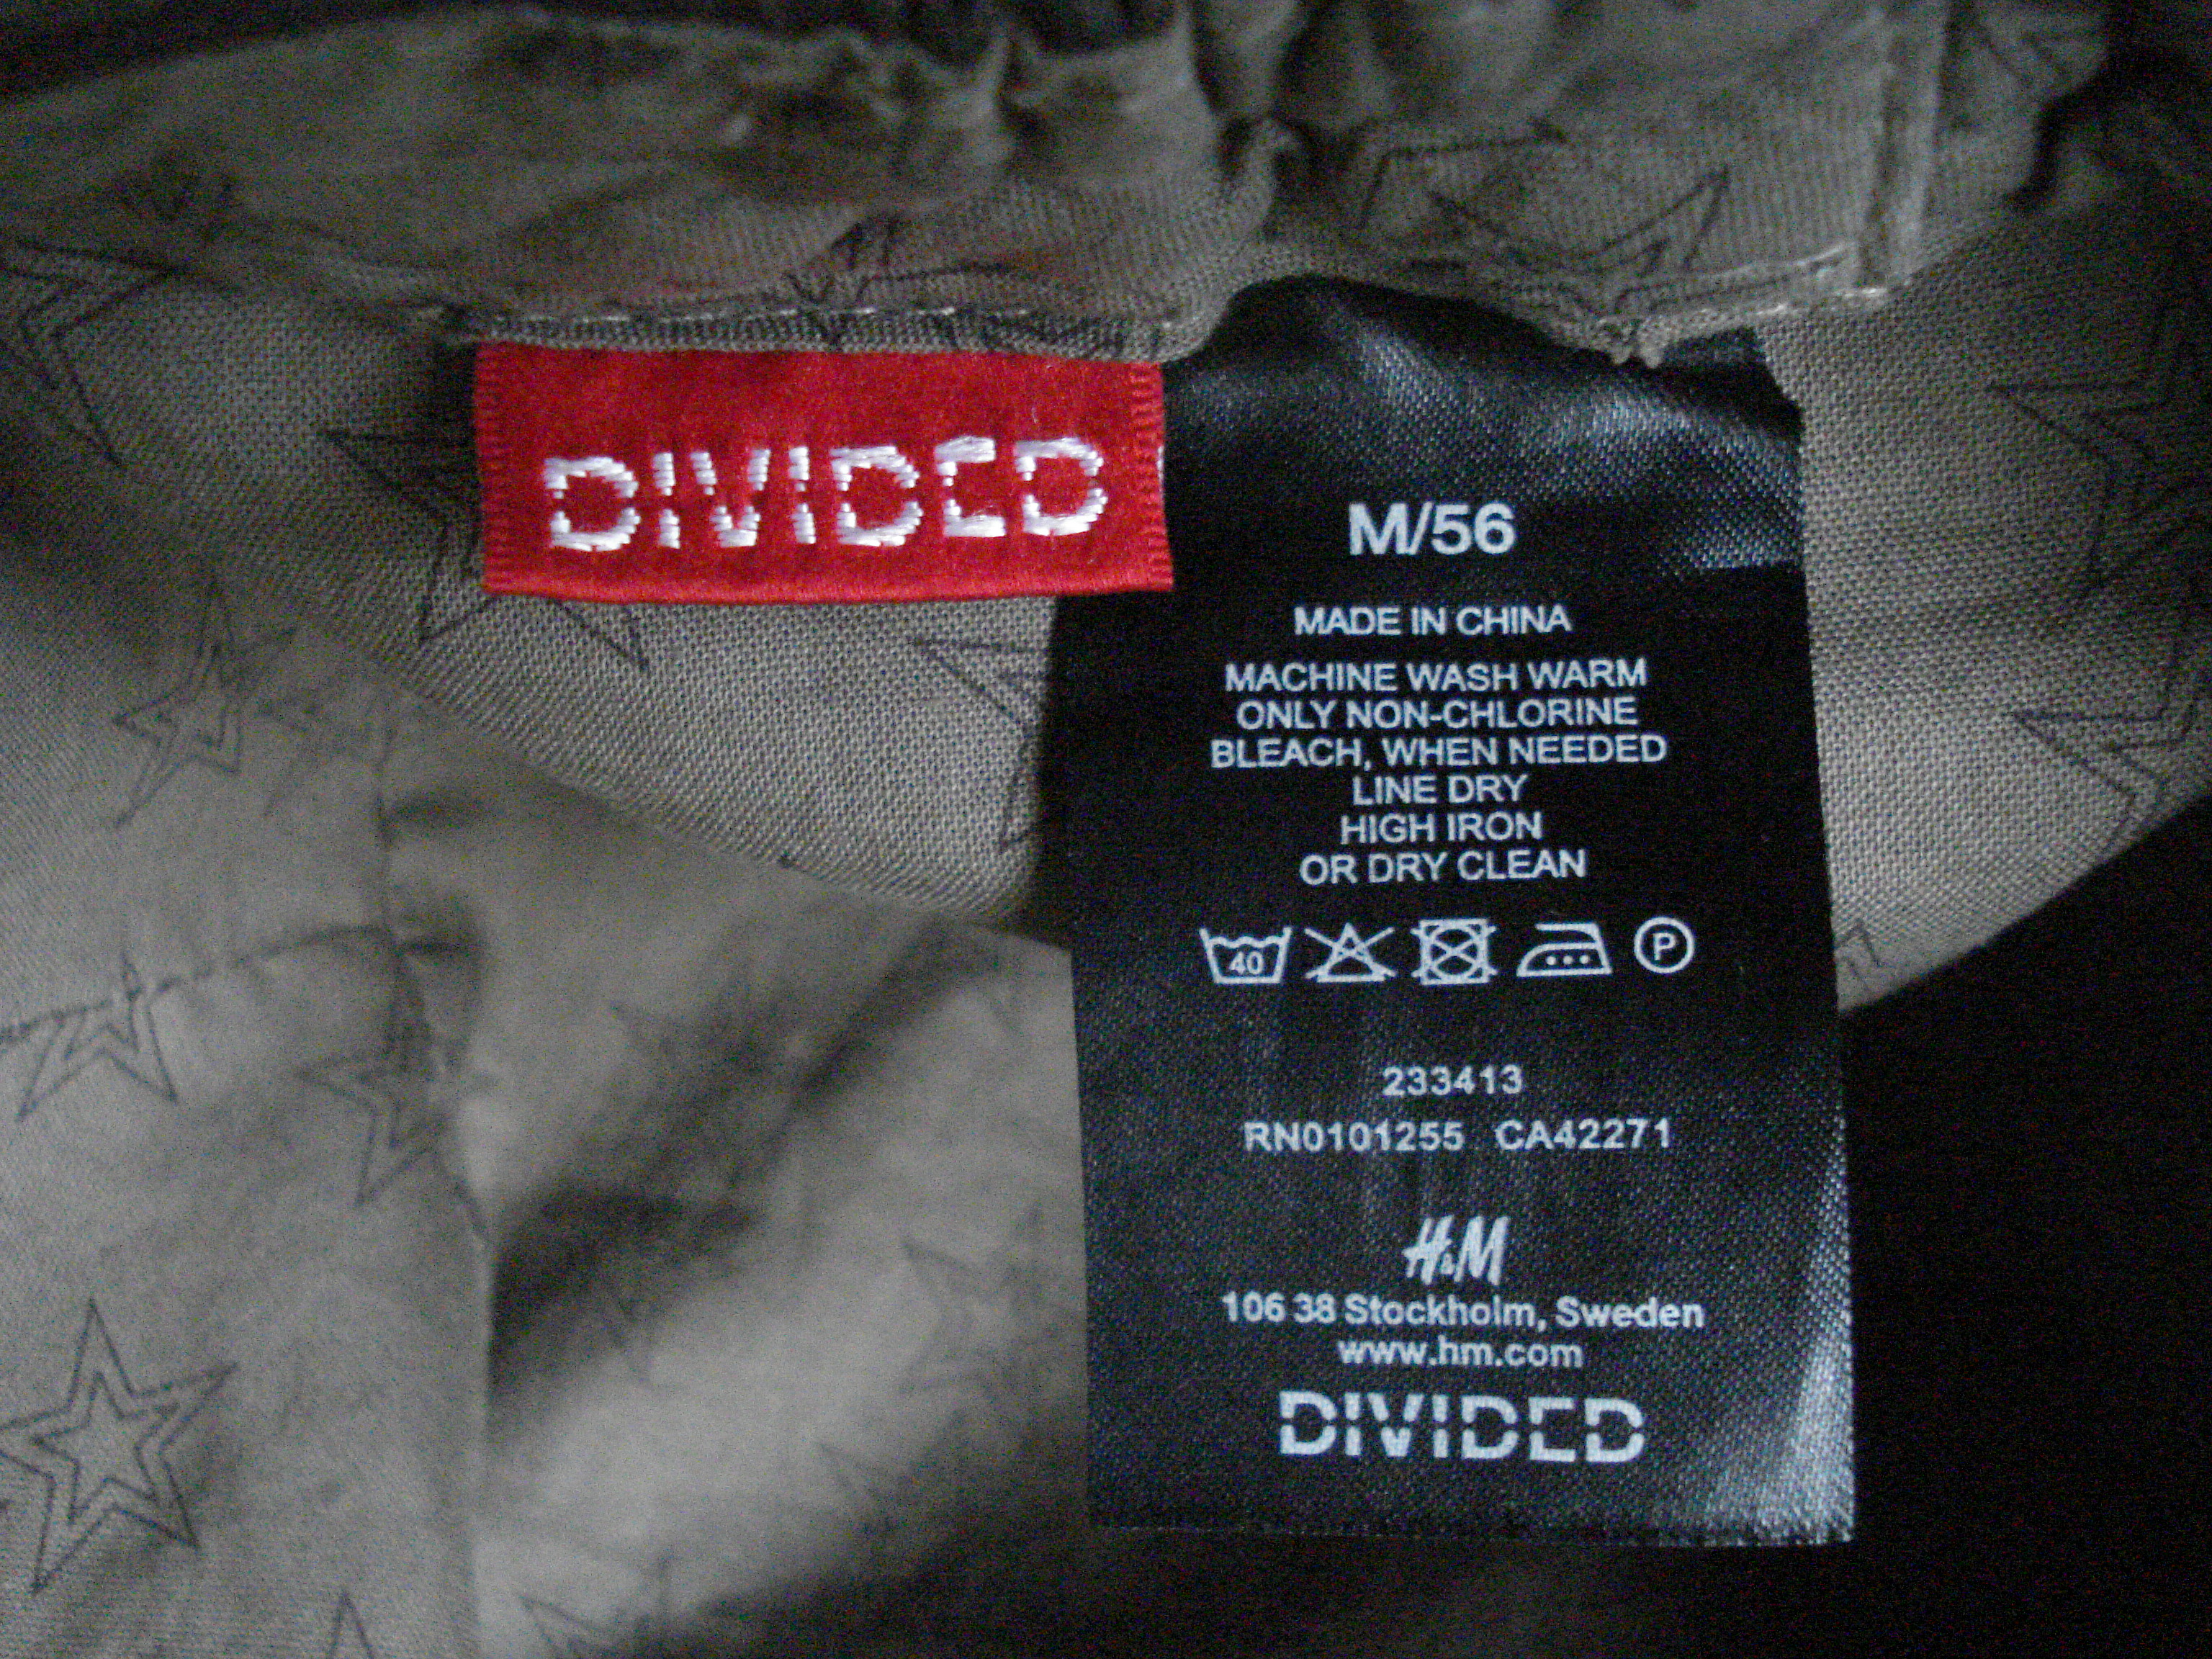 DIVIDED
M/56
MADE IN CHINA
MACHINE WASH WARM
ONLY NON-CHLORINE
BLEACH, WHEN NEEDED
LINE DRY
HIGH IRON
OR DRY CLEAN
40 P
233413
RN0101255 CA42271
H&M
106 38 Stockholm, Sweden
www.hm.com
DIVIDED